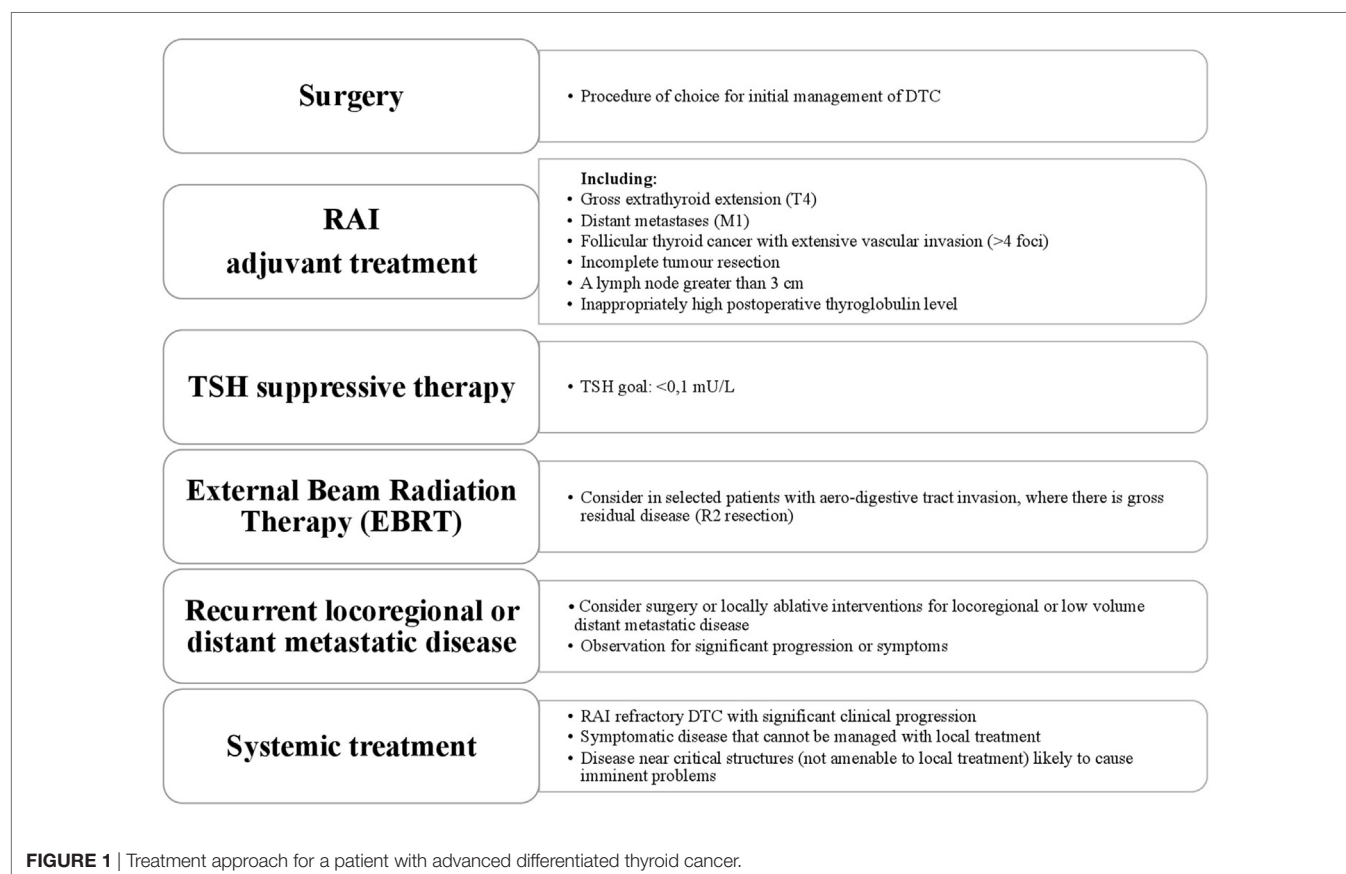 Surgery
• Procedure of choice for initial management of DTC
RAI
adjuvant treatment
Including:
• Gross extrathyroid extension (T4)
• Distant metastases (M1)
• Follicular thyroid cancer with extensive vascular invasion (>4 foci)
• Incomplete tumour resection
• A lymph node greater than 3 cm
• Inappropriately high postoperative thyroglobulin level
TSH suppressive therapy
• TSH goal: <0,1 mU/L
External Beam Radiation
Therapy (EBRT)
• Consider in selected patients with aero-digestive tract invasion, where there is gross
residual disease (R2 resection)
Recurrent locoregional or
distant metastatic disease
• Consider surgery or locally ablative interventions for locoregional or low volume
distant metastatic disease
• Observation for significant progression or symptoms
Systemic treatment
• RAI refractory DTC with significant clinical progression
• Symptomatic disease that cannot be managed with local treatment
• Disease near critical structures (not amenable to local treatment) likely to cause
imminent problems
FIGURE 1 | Treatment approach for a patient with advanced differentiated thyroid cancer.